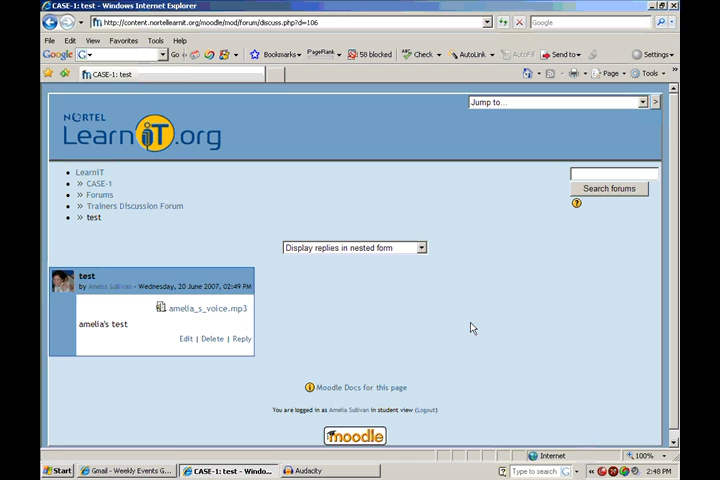 CASE-1: test - Windows Internet Explorer
http://content.nortellearnit.org/moodle/mod/forum/discuss.php?d=106
Google
File Edit View Favorites Tools Help
Google Go Bookmarks PageRank 58 blocked Check AutoLink AutoFill Send to Settings
CASE-1: test
Page Tools
NORTEL
LearniT.org
Jump to...
>
LearnIT
» CASE-1
» Forums
» Trainers Discussion Forum
» test
Search forums
?
Display replies in nested form
test
by Amelia Sullivan - Wednesday, 20 June 2007, 02:49 PM
amelia_s_voice.mp3
amelia's test
Edit | Delete | Reply
Moodle Docs for this page
You are logged in as Amelia Sullivan in student view (Logout)
moodle
Internet
100%
Start
Gmail - Weekly Events G...
CASE-1: test - Windo...
Audacity
Type to search
2:48 PM